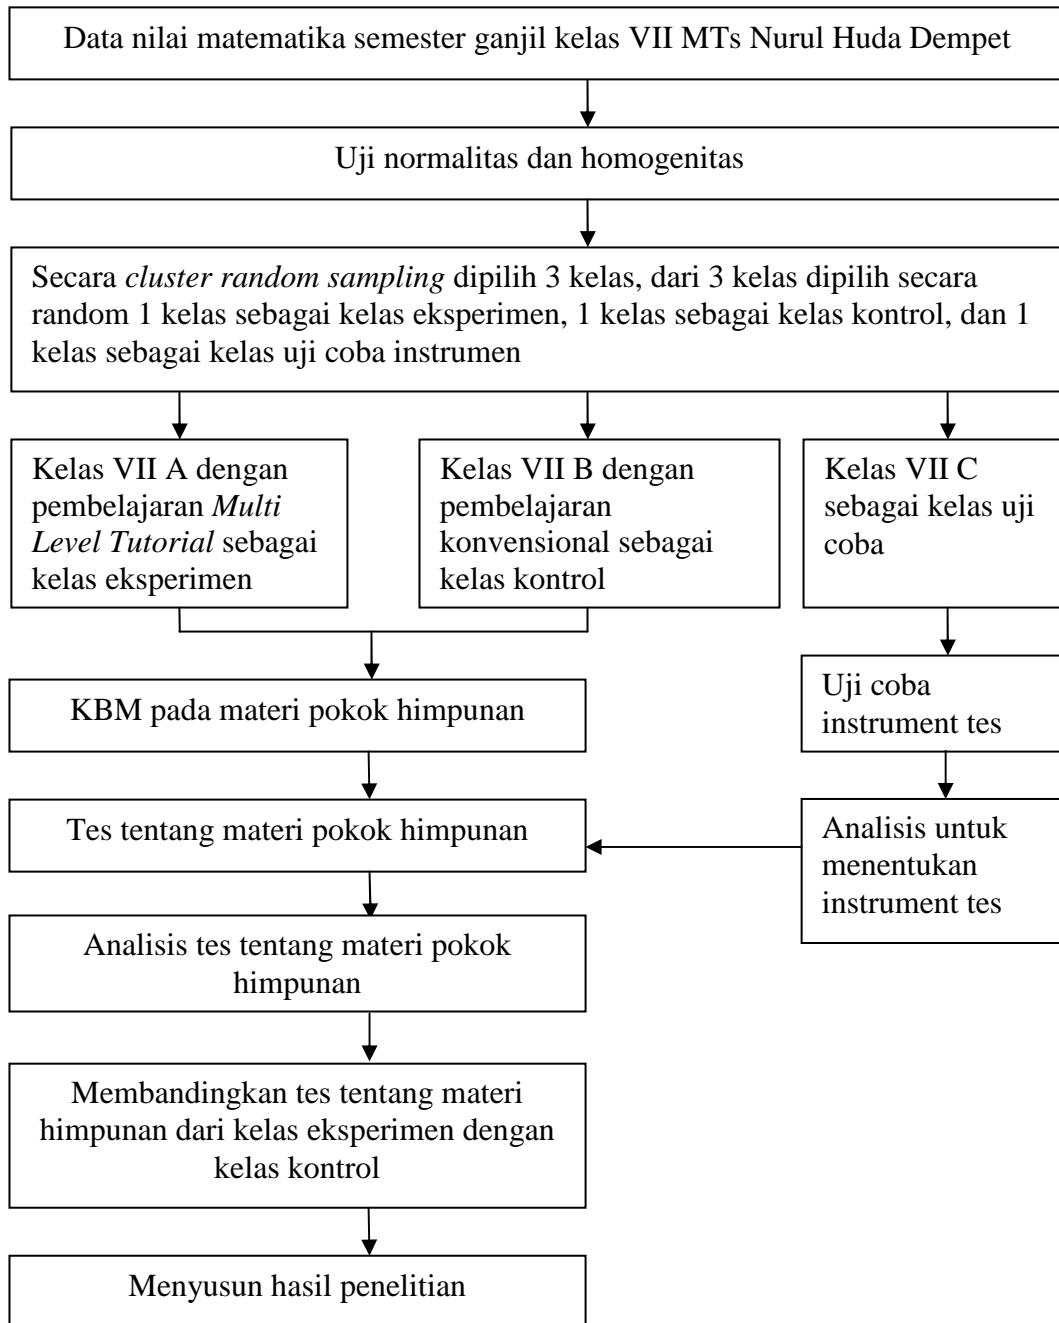 Data nilai matematika semester ganjil kelas VII MTs Nurul Huda Dempet
Uji normalitas dan homogenitas
Secara cluster random sampling dipilih 3 kelas, dari 3 kelas dipilih secara
random 1 kelas sebagai kelas eksperimen, 1 kelas sebagai kelas kontrol, dan 1
kelas sebagai kelas uji coba instrumen
Kelas VII A dengan
pembelajaran Multi
Level Tutorial sebagai
kelas eksperimen
Kelas VII B dengan
pembelajaran
konvensional sebagai
kelas kontrol
Kelas VII C
sebagai kelas uji
coba
KBM pada materi pokok himpunan
Uji coba
instrument tes
Tes tentang materi pokok himpunan
Analisis untuk
menentukan
instrument tes
Analisis tes tentang materi pokok
himpunan
Membandingkan tes tentang materi
himpunan dari kelas eksperimen dengan
kelas kontrol
Menyusun hasil penelitian